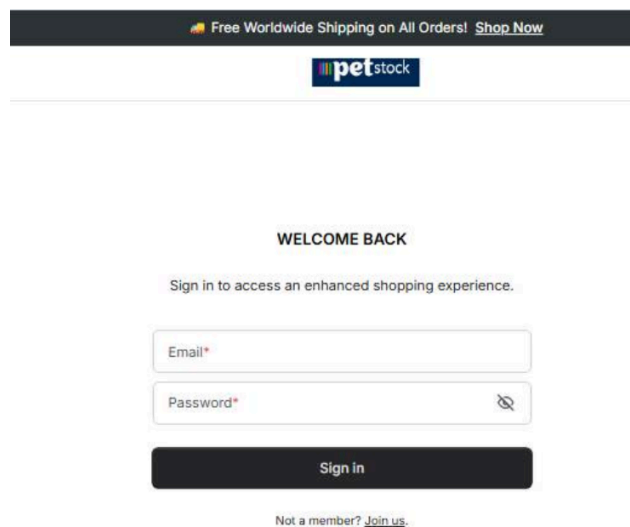 🚚 Free Worldwide Shipping on All Orders! Shop Now
petstock
WELCOME BACK
Sign in to access an enhanced shopping experience.
Email*
Password*
Sign in
Not a member? Join us.